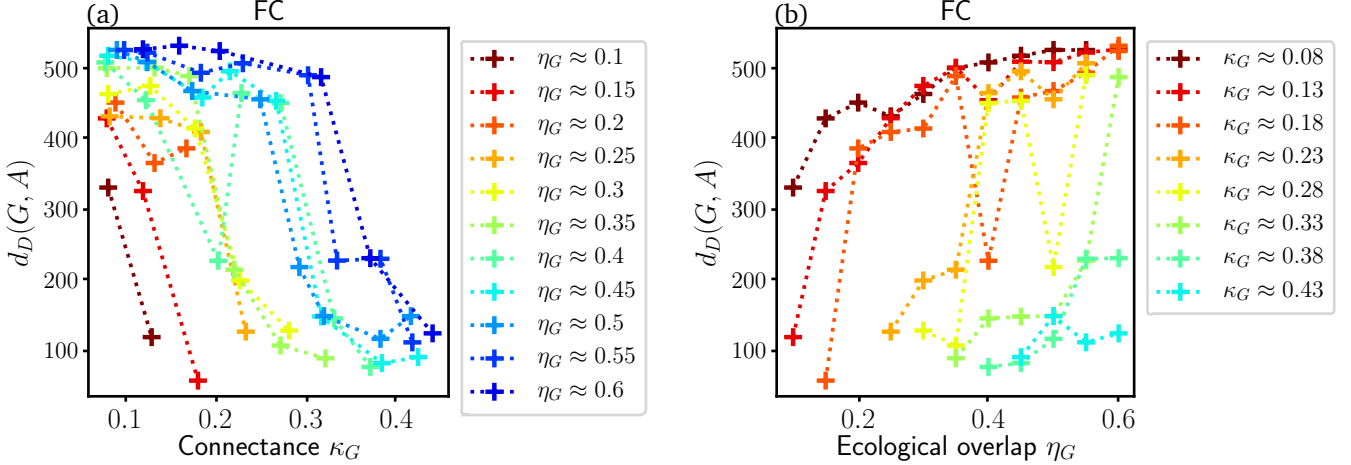 (a)
FC
d_D(G, A)
500
400
300
200
100
0.1
0.2
0.3
0.4
Connectance κ_G
η_G ≈ 0.1
η_G ≈ 0.15
η_G ≈ 0.2
η_G ≈ 0.25
η_G ≈ 0.3
η_G ≈ 0.35
η_G ≈ 0.4
η_G ≈ 0.45
η_G ≈ 0.5
η_G ≈ 0.55
η_G ≈ 0.6
(b)
FC
d_D(G, A)
500
400
300
200
100
0.2
0.4
0.6
Ecological overlap η_G
κ_G ≈ 0.08
κ_G ≈ 0.13
κ_G ≈ 0.18
κ_G ≈ 0.23
κ_G ≈ 0.28
κ_G ≈ 0.33
κ_G ≈ 0.38
κ_G ≈ 0.43